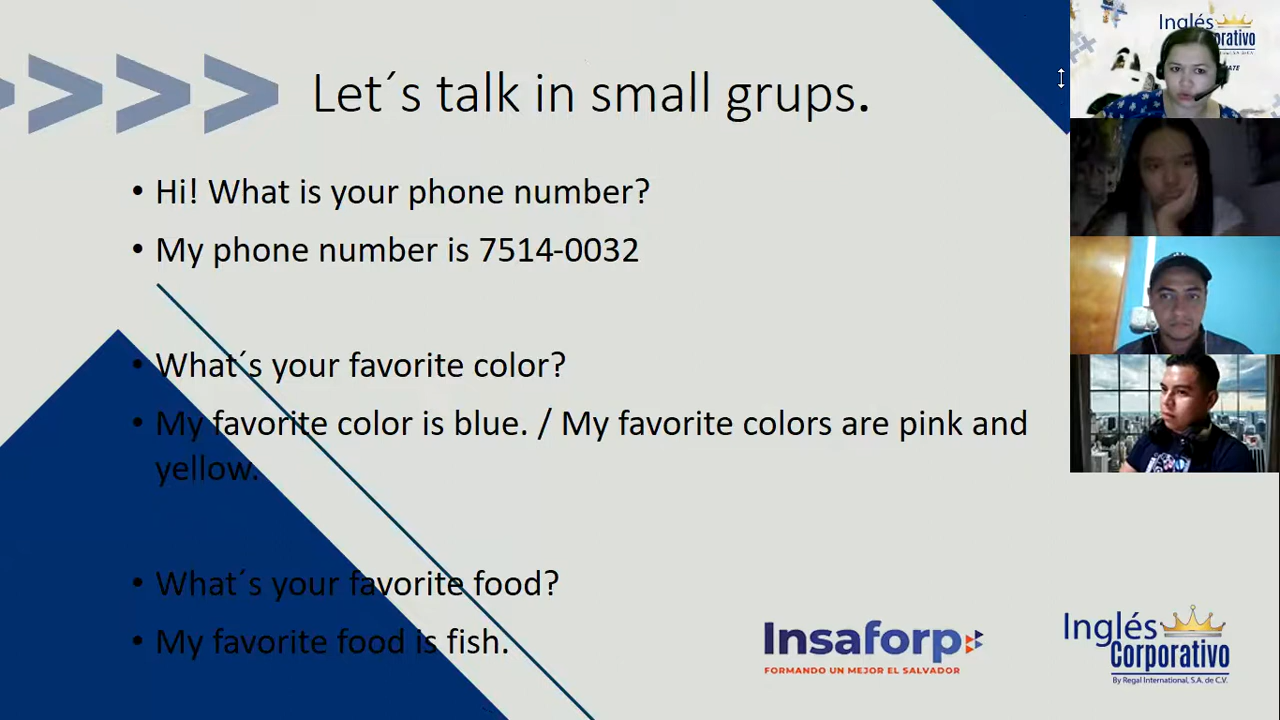 Let´s talk in small grups.
• Hi! What is your phone number?
• My phone number is 7514-0032
• What´s your favorite color?
• My favorite color is blue. / My favorite colors are pink and
yellow.
• What´s your favorite food?
• My favorite food is fish.
Insaforp
FORMANDO UN MEJOR EL SALVADOR
Inglés
Corporativo
By Regal International, S.A. de C.V.
Inglés